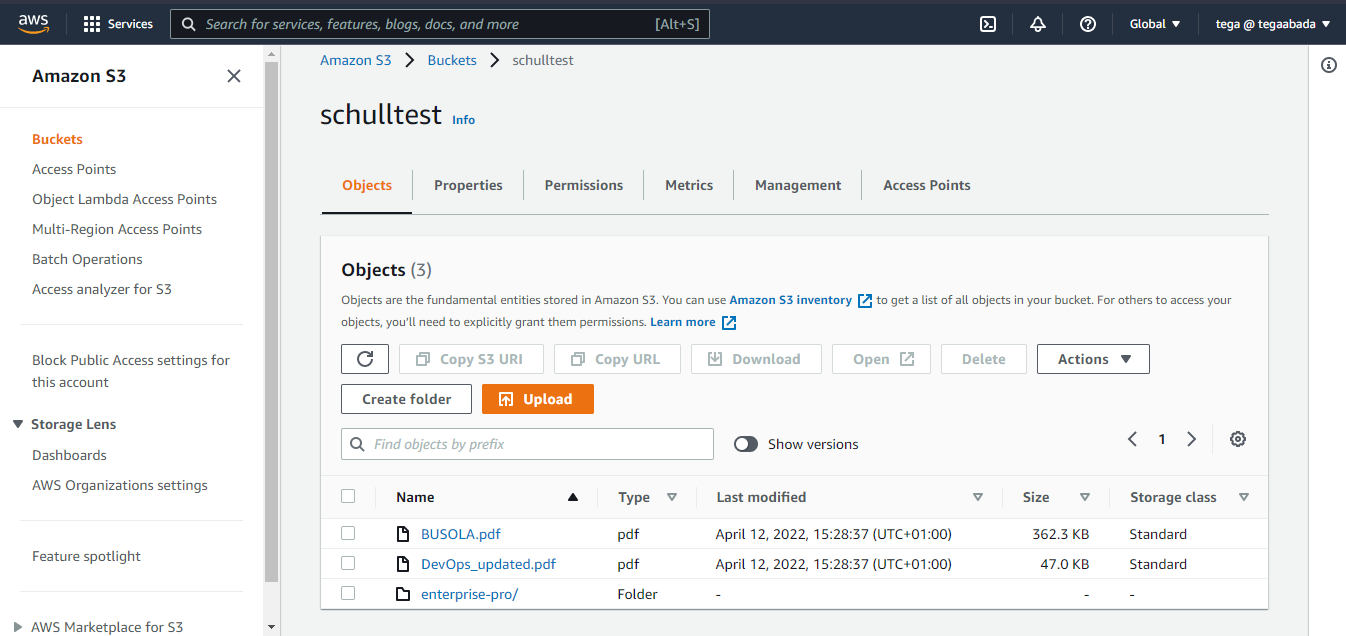 aws Services Search for services, features, blogs, docs, and more [Alt+S] Global tega @ tegaabada
Amazon S3
Buckets
Access Points
Object Lambda Access Points
Multi-Region Access Points
Batch Operations
Access analyzer for S3
Block Public Access settings for
this account
Storage Lens
Dashboards
AWS Organizations settings
Feature spotlight
AWS Marketplace for S3
Amazon S3 Buckets schulltest
schulltest Info
Objects Properties Permissions Metrics Management Access Points
Objects (3)
Objects are the fundamental entities stored in Amazon S3. You can use Amazon S3 inventory to get a list of all objects in your bucket. For others to access your
objects, you'll need to explicitly grant them permissions. Learn more
Copy S3 URI Copy URL Download Open Delete Actions
Create folder Upload
Find objects by prefix Show versions 1
Name Type Last modified Size Storage class
BUSOLA.pdf pdf April 12, 2022, 15:28:37 (UTC+01:00) 362.3 KB Standard
DevOps_updated.pdf pdf April 12, 2022, 15:28:37 (UTC+01:00) 47.0 KB Standard
enterprise-pro/ Folder - - -